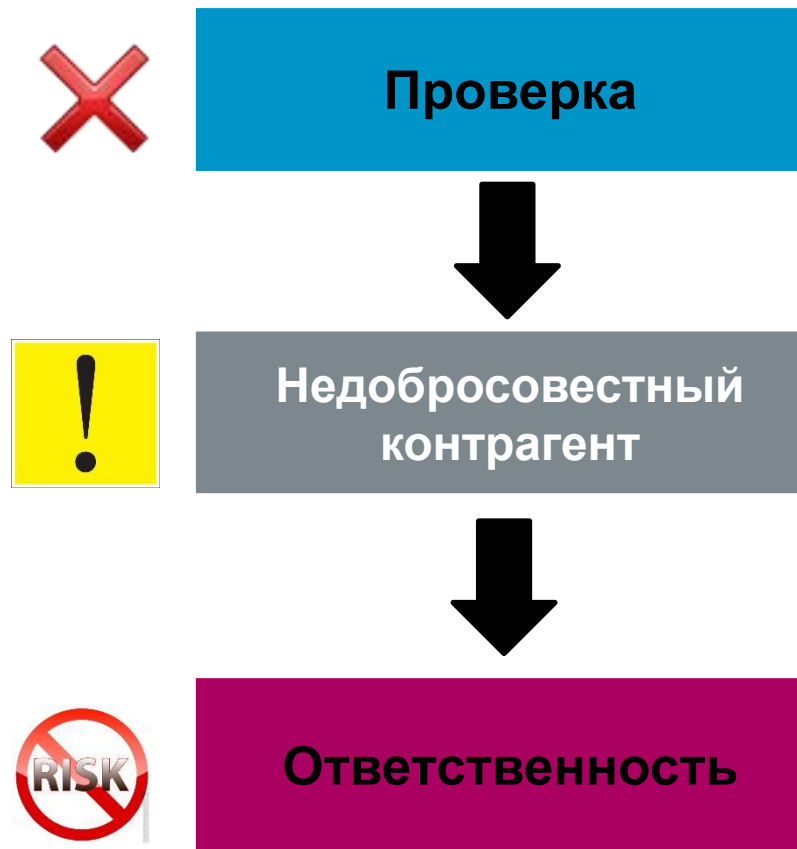 Проверка
!
Недобросовестный
контрагент
RISK
Ответственность